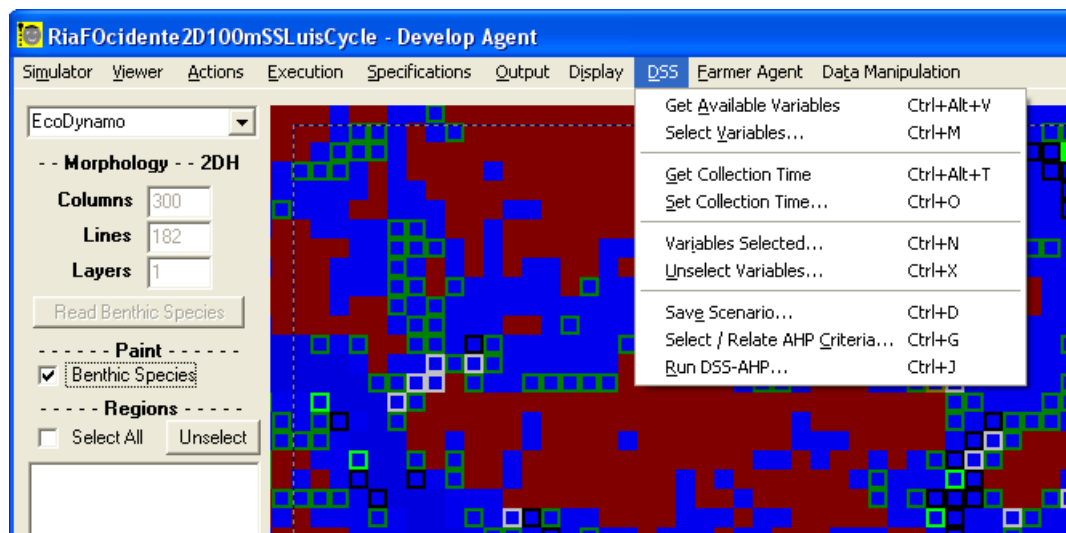 RiaFOcidente2D100mSSLuisCycle - Develop Agent
Simulator Viewer Actions Execution Specifications Output Display DSS Farmer Agent Data Manipulation
EcoDynamo
- - Morphology - - 2DH
Columns 300
Lines 182
Layers 1
Read Benthic Species
- - - - - - Paint - - - - - -
Benthic Species
- - - - - Regions - - - - -
Select All Unselect
Get Available Variables Ctrl+Alt+V
Select Variables... Ctrl+M
Get Collection Time Ctrl+Alt+T
Set Collection Time... Ctrl+O
Variables Selected... Ctrl+N
Unselect Variables... Ctrl+X
Save Scenario... Ctrl+D
Select / Relate AHP Criteria... Ctrl+G
Run DSS-AHP... Ctrl+J